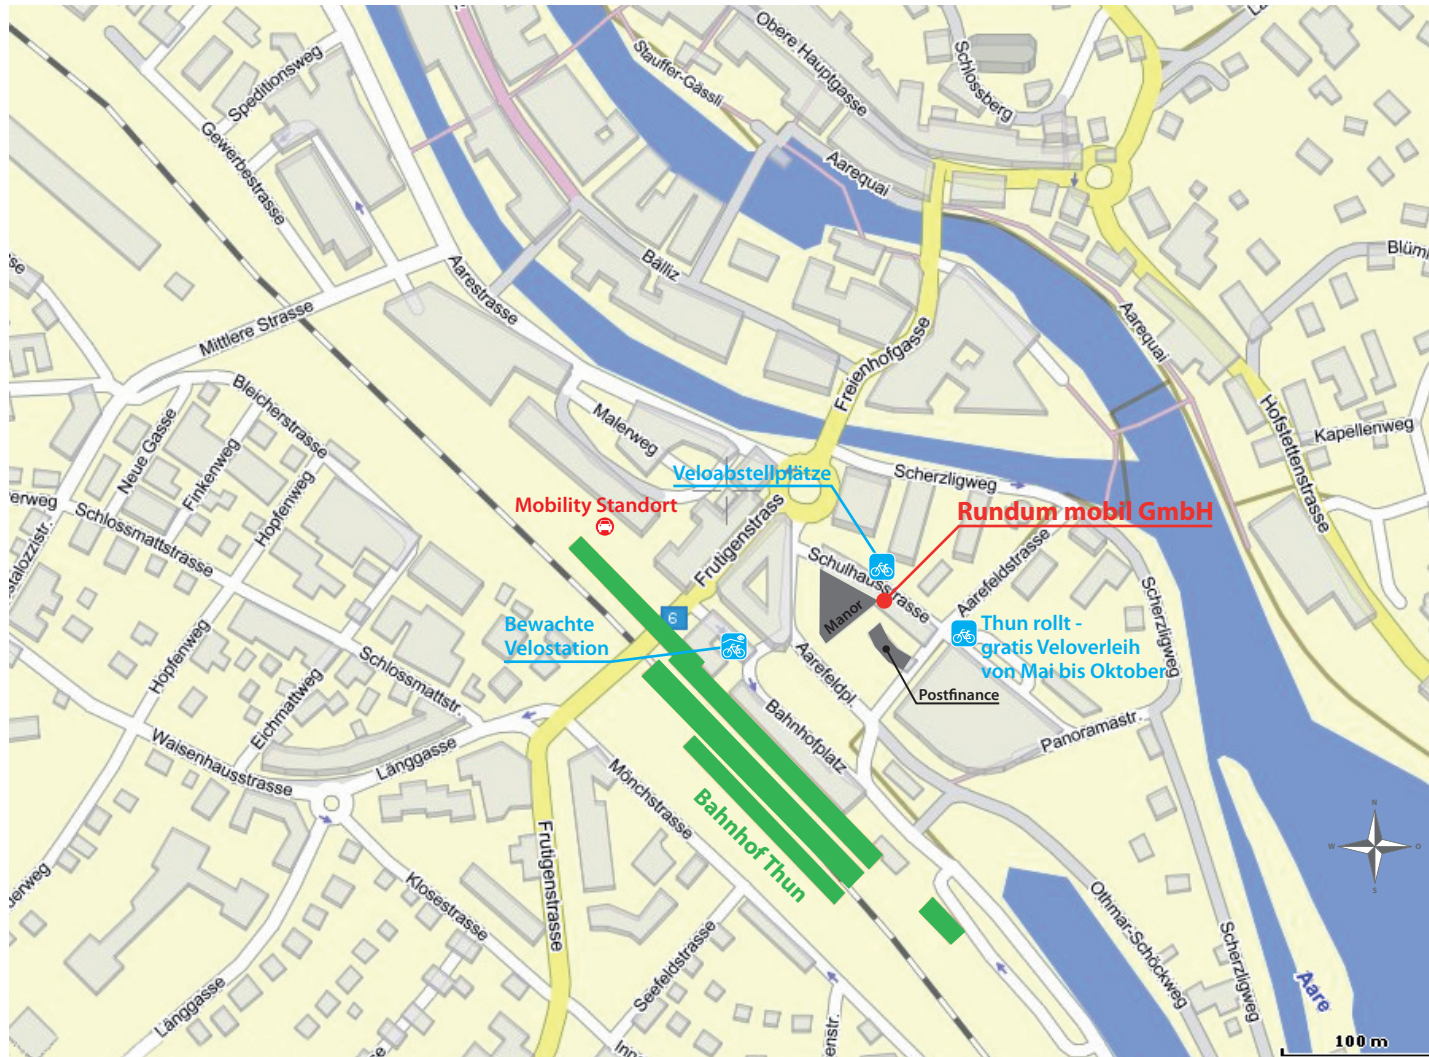 Speditionsweg
Gewerbestrasse
Stauffer-Gässli
Obere Hauptgasse
Schlossberg
Aarequai
Bälliz
Aarestrasse
Mittlere Strasse
Freienhofgasse
Aarequai
Hofstettenstrasse
Kapellenweg
Bleicherstrasse
Neue Gasse
Finkenweg
Hopfenweg
Malerweg
Veloabstellplätze
Scherzligweg
Mobility Standort
Rundum mobil GmbH
Schlossmattstrasse
Frutigenstrass
Schulhausstrasse
Aarefeldstrasse
Scherzligweg
Manor
6
Bewachte
Velostation
Thun rollt -
gratis Veloverleih
von Mai bis Oktober
Postfinance
Hopfenweg
Eichmattweg
Schlossmattstr.
Aarefeldpl.
Bahnhofplatz
Panoramastr.
Waisenhausstrasse
Länggasse
Mönchstrasse
Bahnhof Thun
Frutigenstrasse
Klosestrasse
Länggasse
Seefeldstrasse
Othmar-Schöckweg
Scherzligweg
Aare
N
W
O
S
100 m